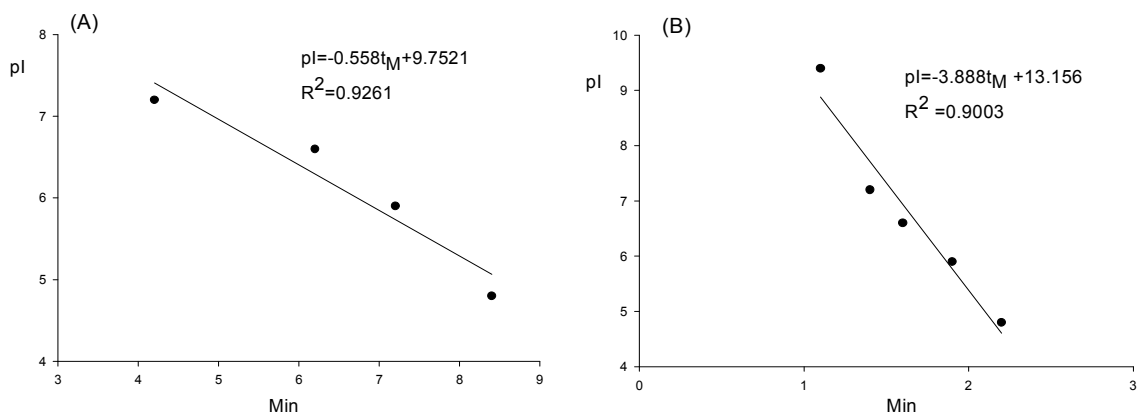 (A)
8
pI
pI=-0.558tM+9.7521
R2=0.9261
7
6
5
4
3 4 5 6 7 8 9
Min
(B)
10
pI
pI=-3.888tM +13.156
R2 =0.9003
9
8
7
6
5
4
0 1 2 3
Min